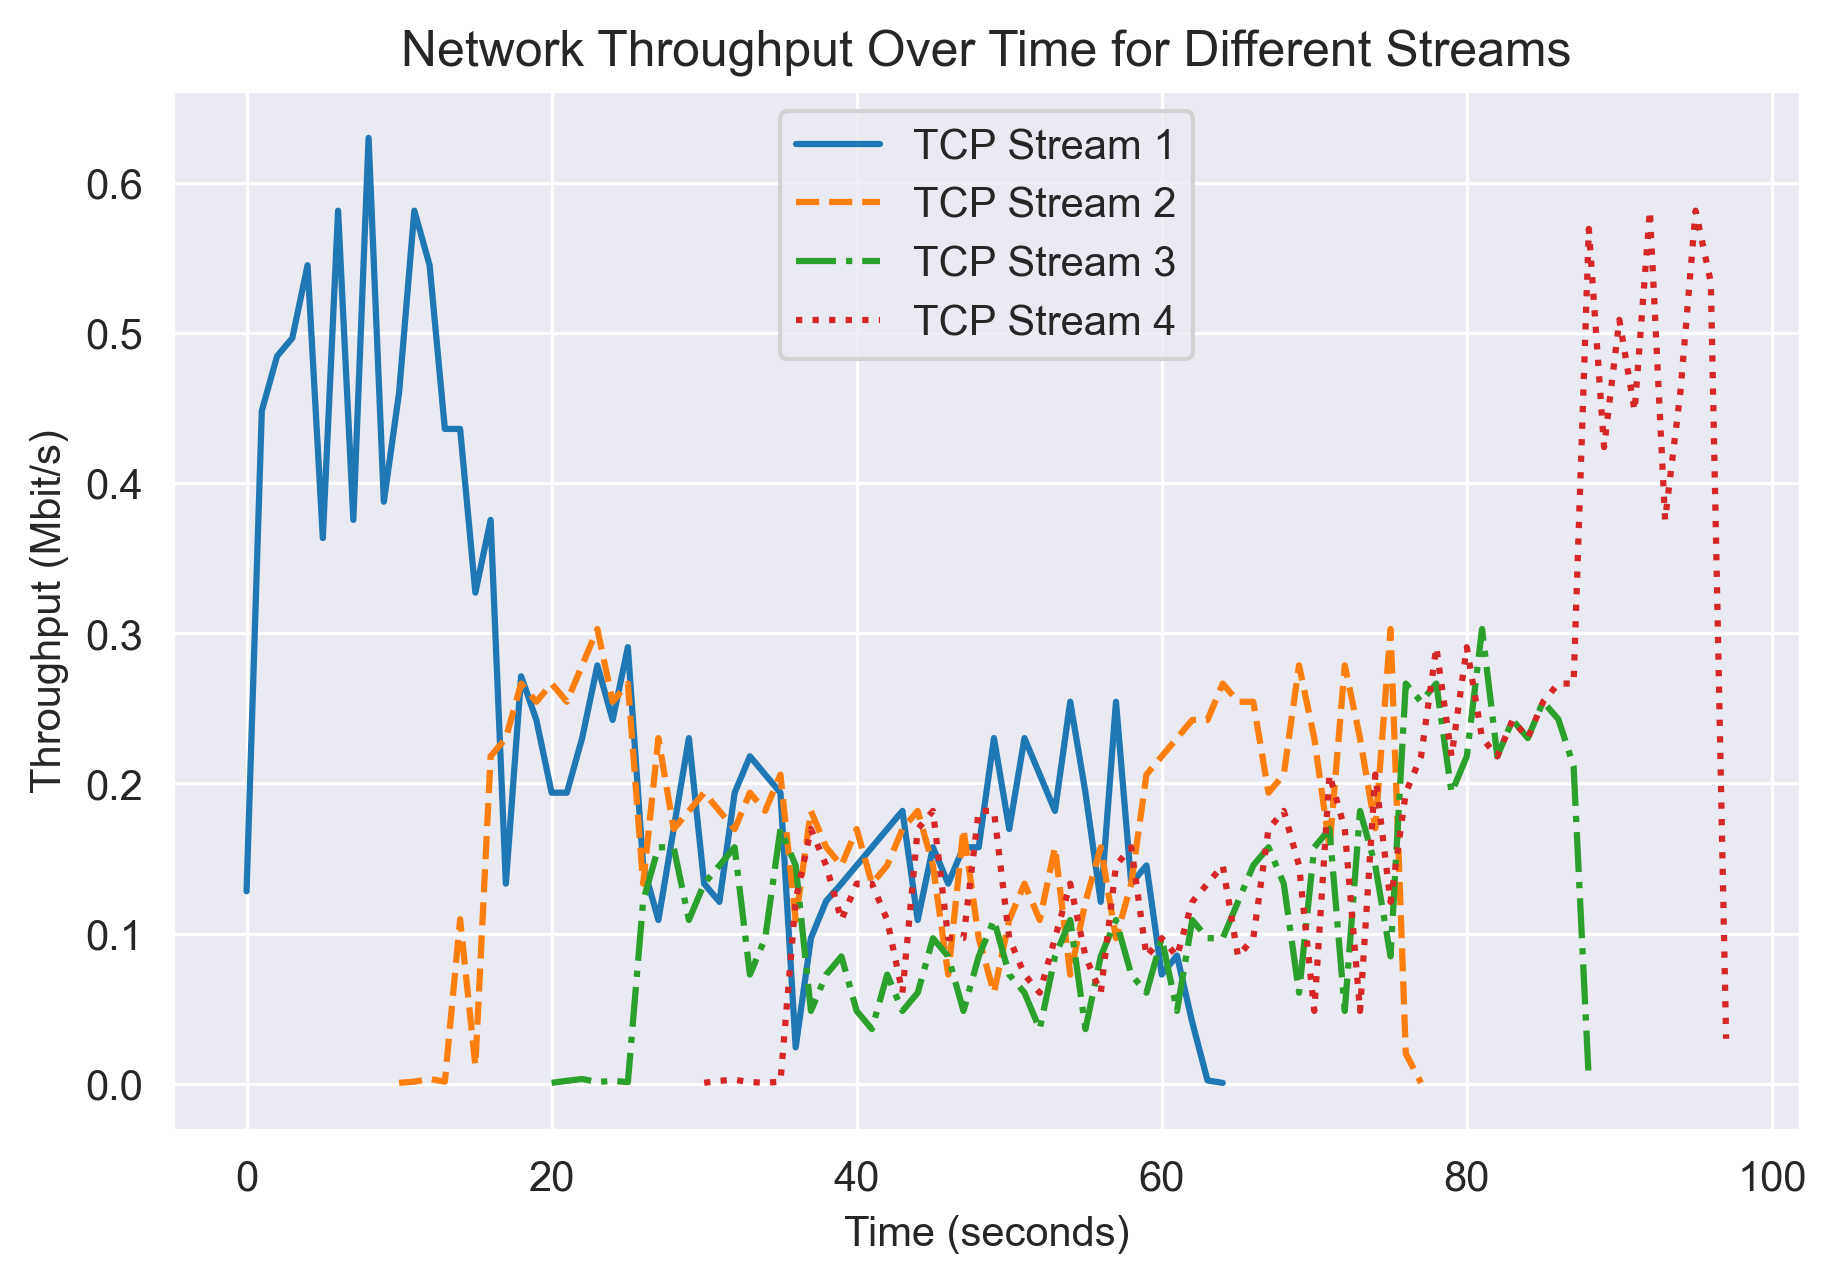 Network Throughput Over Time for Different Streams
TCP Stream 1
TCP Stream 2
TCP Stream 3
TCP Stream 4
Throughput (Mbit/s)
0.6
0.5
0.4
0.3
0.2
0.1
0.0
0 20 40 60 80 100
Time (seconds)